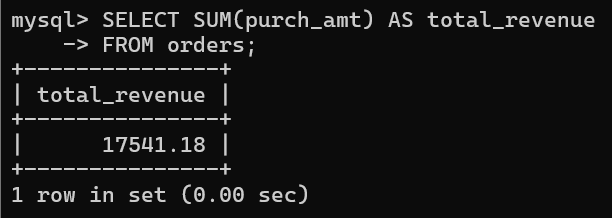 mysql> SELECT SUM(purch_amt) AS total_revenue
    -> FROM orders;
+---------------+
| total_revenue |
+---------------+
|      17541.18 |
+---------------+
1 row in set (0.00 sec)